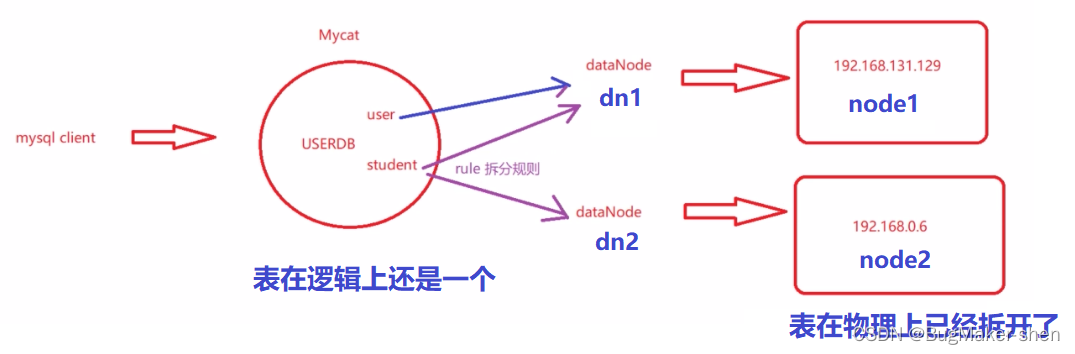 Mycat
mysql client
USERDB
user
student
rule 拆分规则
dataNode
dn1
dataNode
dn2
192.168.131.129
node1
192.168.0.6
node2
表在逻辑上还是一个
表在物理上已经拆开了
CSDN @BugMaker-shen